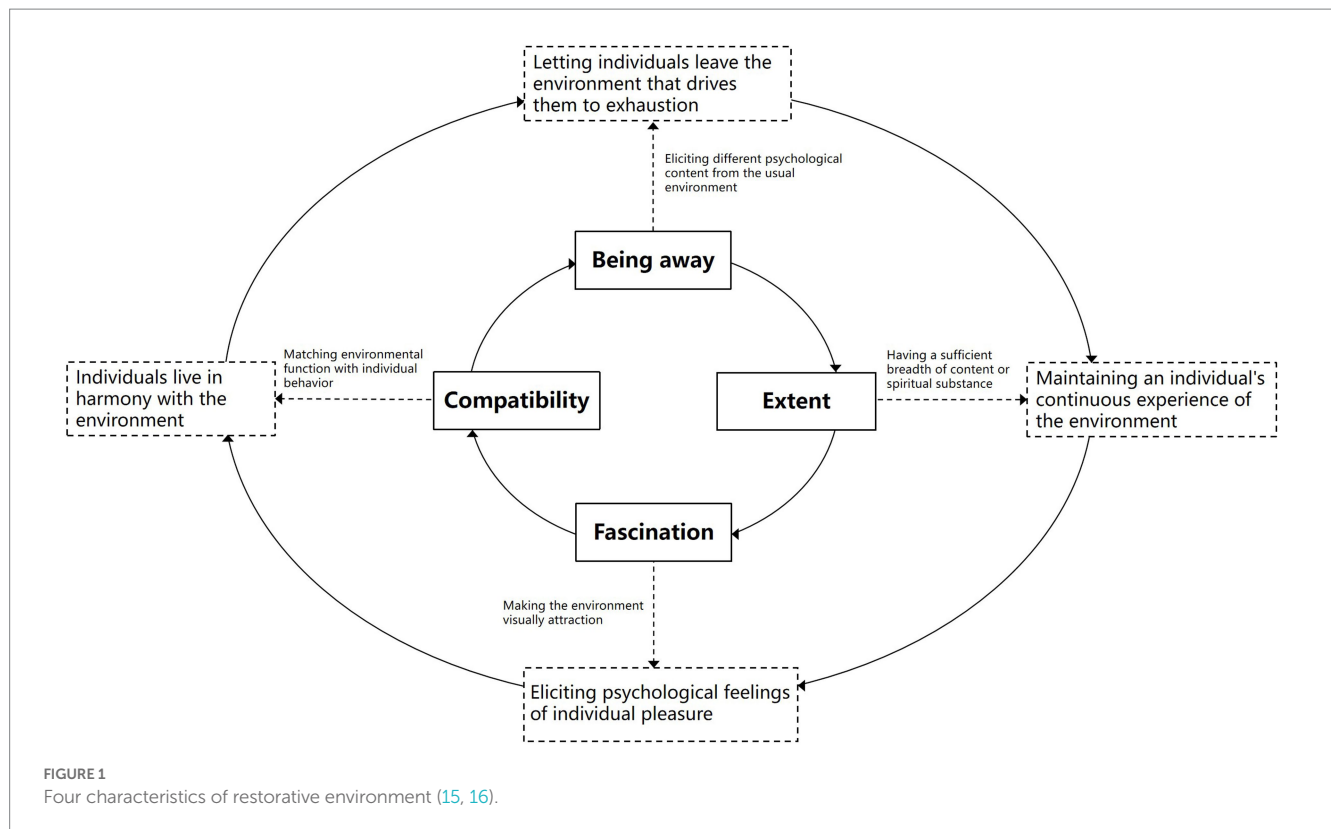 Letting individuals leave the
environment that drives
them to exhaustion
Eliciting different psychological
content from the usual
environment
Being away
Matching environmental
function with individual
behavior
Having a sufficient
breadth of content or
spiritual substance
Individuals live in
harmony with the
environment
Compatibility
Extent
Maintaining an individual's
continuous experience of
the environment
Fascination
Making the environment
visually attraction
Eliciting psychological feelings
of individual pleasure
FIGURE 1
Four characteristics of restorative environment (15, 16).